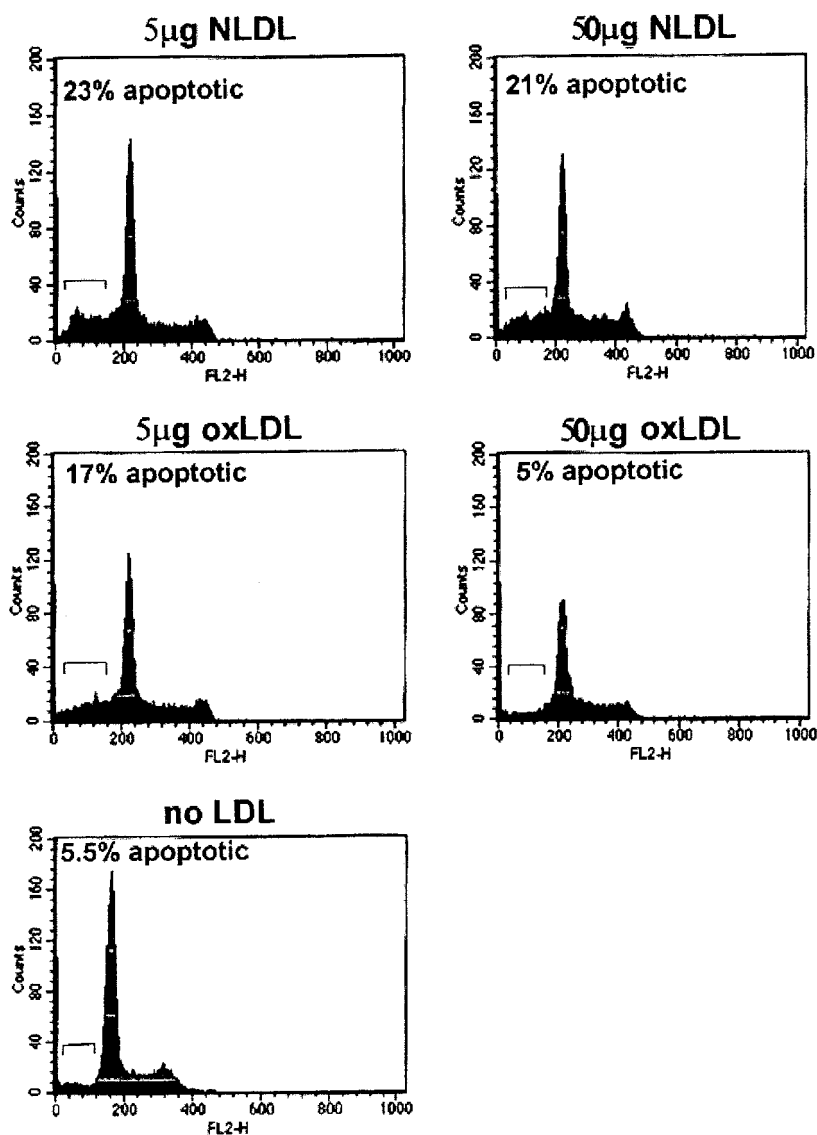 5µg NLDL
23% apoptotic
200
160
120
80
40
0
Counts
0 200 400 600 800 1000
FL2-H
50µg NLDL
21% apoptotic
200
160
120
80
40
0
Counts
0 200 400 600 800 1000
FL2-H
5µg oxLDL
17% apoptotic
200
160
120
80
40
0
Counts
0 200 400 600 800 1000
FL2-H
50µg oxLDL
5% apoptotic
200
160
120
80
40
0
Counts
0 200 400 600 800 1000
FL2-H
no LDL
5.5% apoptotic
200
160
120
80
40
0
Counts
0 200 400 600 800 1000
FL2-H